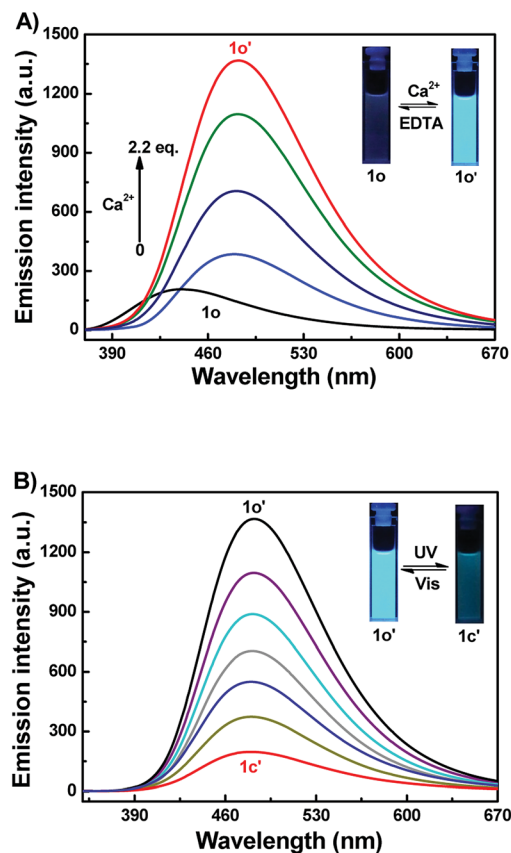 A)
1500
1200
900
600
300
0
390
460
530
600
670
Emission intensity (a.u.)
Wavelength (nm)
1o'
2.2 eq.
Ca²⁺
0
1o
Ca²⁺
EDTA
1o
1o'
B)
1500
1200
900
600
300
0
390
460
530
600
670
Emission intensity (a.u.)
Wavelength (nm)
1o'
1c'
UV
Vis
1o'
1c'